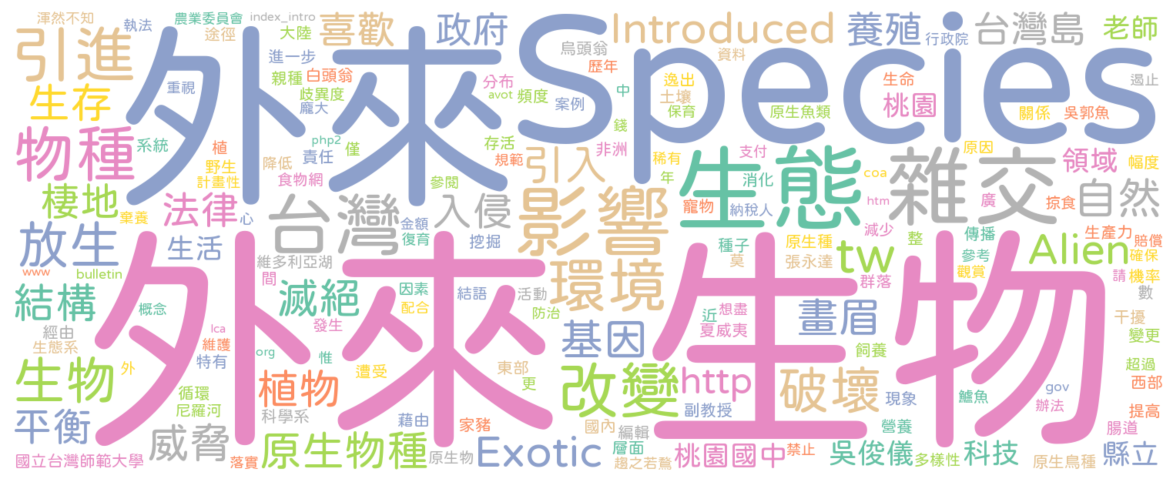 渾然不知
農業委員會
index_intro
執法
途徑
大陸
喜歡
政府
烏頭翁
Introduced
養殖
行政院
台灣島
老師
引進
外來
Species
進一步
歷年
資料
重視
親種
白頭翁
分布
中
土壤
逸出
生命
遏止
生存
歧異度
avot
頻度
案例
保育
原生魚類
桃園
關係
吳郭魚
龐大
錢
物種
系統
植
php2
責任
僅
存活
規範
非洲
稀有
年
支付
原因
幅度
野生
降低
食物網
引入
生態
消化
coa
雜交
領域
計畫性
參閱
影響
寵物
納稅人
htm
廣
掠食
自然
棲地
棄養
法律
心
台灣
金額
復育
入侵
挖掘
減少
生產力
賠償
放生
生活
種子
原生種
整
傳播
確保
維多利亞湖
莫
張永達
tw
參考
Alien
觀賞
www
bulletin
間
滅絕
因素
結語
活動
環境
近
想盡
群落
請
機率
結構
概念
配合
防治
夏威夷
畫眉
數
外來
生物
經由
lca
維護
發生
基因
干擾
生態系
特有
org
惟
東部
飼養
變更
生物
外
植物
遭受
更
改變
http
破壞
現象
鱸魚
gov
超過
西部
循環
尼羅河
副教授
辦法
提高
平衡
科學系
藉由
國內
編輯
營養
腸道
威脅
家豬
原生物
層面
國立台灣師範大學
落實
原生物種
Exotic
趨之若鶩
桃園國中
禁止
吳俊儀
多樣性
科技
原生鳥種
縣立